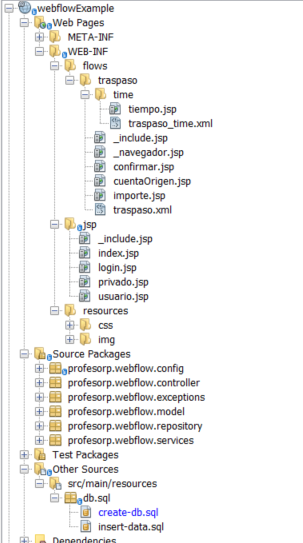 webflowExample
Web Pages
META-INF
WEB-INF
flows
traspaso
time
tiempo.jsp
traspaso_time.xml
_include.jsp
_navegador.jsp
confirmar.jsp
cuentaOrigen.jsp
importe.jsp
traspaso.xml
jsp
_include.jsp
index.jsp
login.jsp
privado.jsp
usuario.jsp
resources
css
img
Source Packages
profesorp.webflow.config
profesorp.webflow.controller
profesorp.webflow.exceptions
profesorp.webflow.model
profesorp.webflow.repository
profesorp.webflow.services
Test Packages
Other Sources
src/main/resources
db.sql
create-db.sql
insert-data.sql
Dependencies